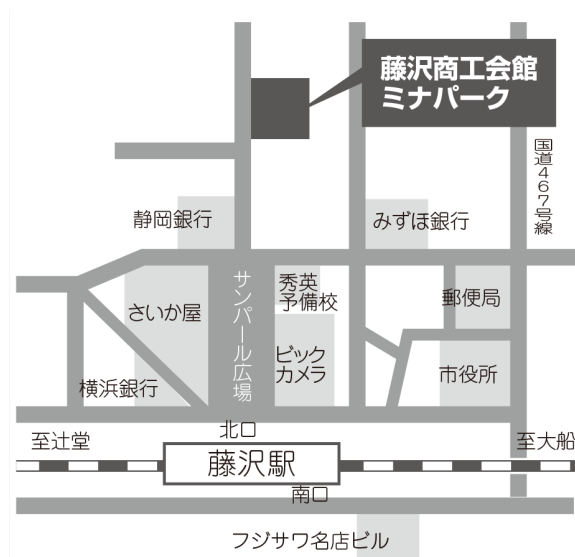 藤沢商工会館
ミナパーク
国道467号線
静岡銀行
みずほ銀行
さいか屋
サンパール広場
秀英
予備校
郵便局
ビック
カメラ
横浜銀行
市役所
北口
至辻堂
藤沢駅
至大船
南口
フジサワ名店ビル